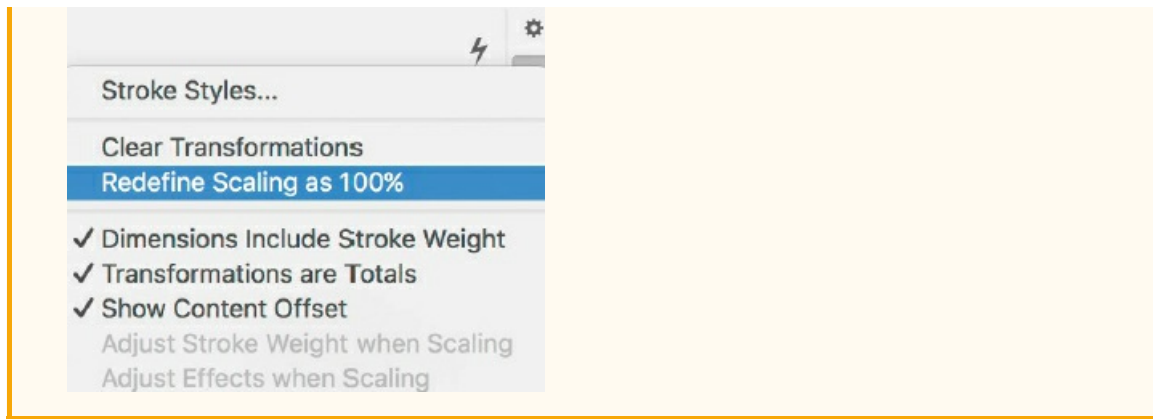 Stroke Styles...
Clear Transformations
Redefine Scaling as 100%
✓ Dimensions Include Stroke Weight
✓ Transformations are Totals
✓ Show Content Offset
Adjust Stroke Weight when Scaling
Adjust Effects when Scaling